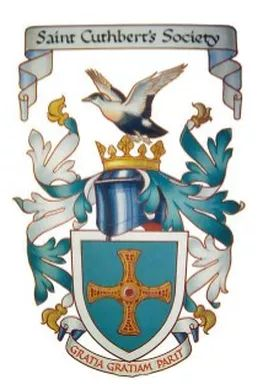 Saint Cuthbert's Society
GRATIA GRATIAM PARIT